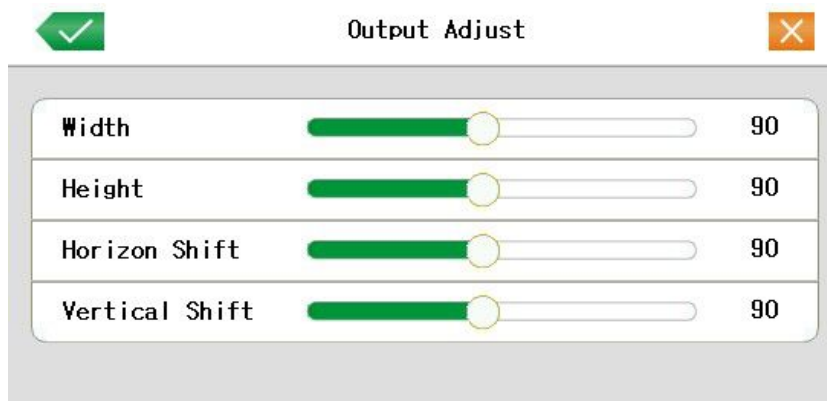 Output Adjust
Width 90
Height 90
Horizon Shift 90
Vertical Shift 90